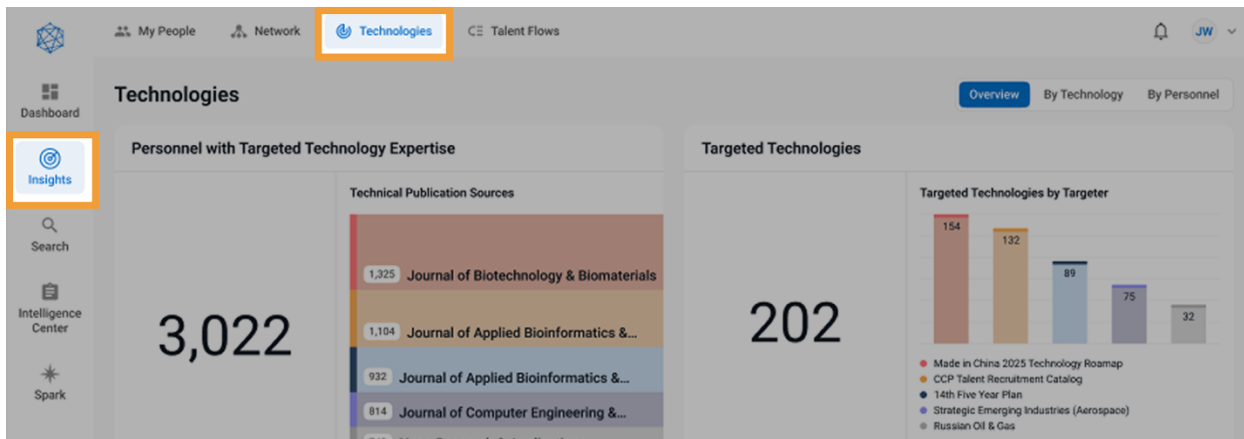 My People
Network
Technologies
Talent Flows
JW
Dashboard
Insights
Search
Intelligence
Center
Spark
Technologies
Overview
By Technology
By Personnel
Personnel with Targeted Technology Expertise
3,022
Technical Publication Sources
1,325 Journal of Biotechnology & Biomaterials
1,104 Journal of Applied Bioinformatics &...
932 Journal of Applied Bioinformatics &...
814 Journal of Computer Engineering &...
Targeted Technologies
202
Targeted Technologies by Targeter
154
132
89
75
32
Made in China 2025 Technology Roamap
CCP Talent Recruitment Catalog
14th Five Year Plan
Strategic Emerging Industries (Aerospace)
Russian Oil & Gas